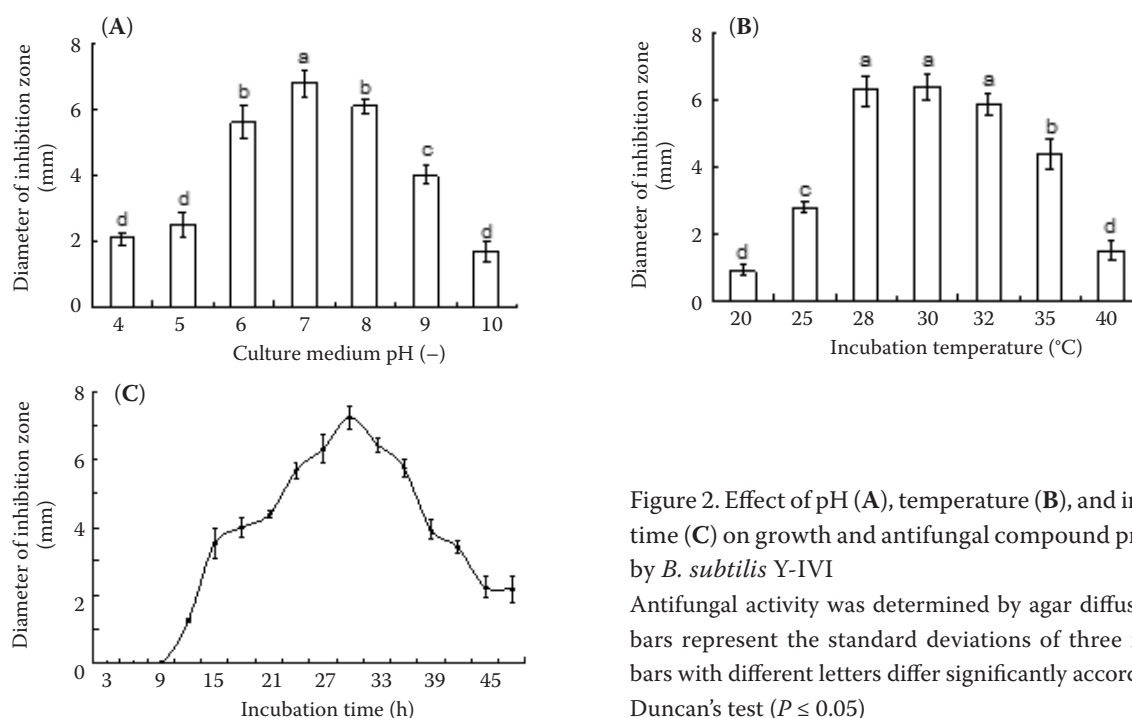 (A)
Diameter of inhibition zone
(mm)
8
6
4
2
0
d
d
b
a
b
c
d
4 5 6 7 8 9 10
Culture medium pH (–)
(B)
Diameter of inhibition zone
(mm)
8
6
4
2
0
d
c
a
a
a
b
d
20 25 28 30 32 35 40
Incubation temperature (°C)
(C)
Diameter of inhibition zone
(mm)
8
6
4
2
0
3 9 15 21 27 33 39 45
Incubation time (h)
Figure 2. Effect of pH (A), temperature (B), and
time (C) on growth and antifungal compound
by B. subtilis Y-IVI
Antifungal activity was determined by agar
bars represent the standard deviations of three
bars with different letters differ significantly
Duncan's test (P ≤ 0.05)